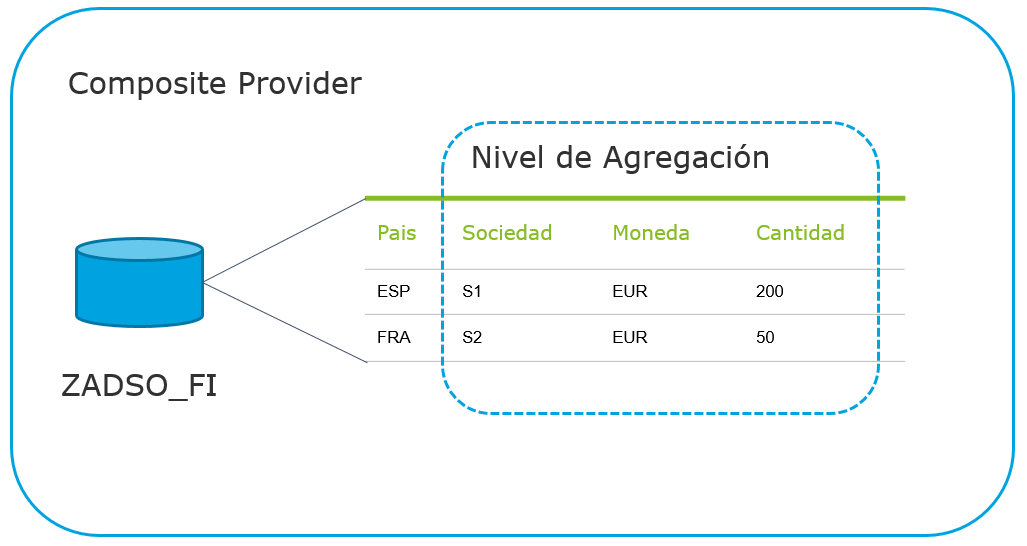 Composite Provider
Nivel de Agregación
Pais Sociedad Moneda Cantidad
ESP S1 EUR 200
FRA S2 EUR 50
ZADSO_FI